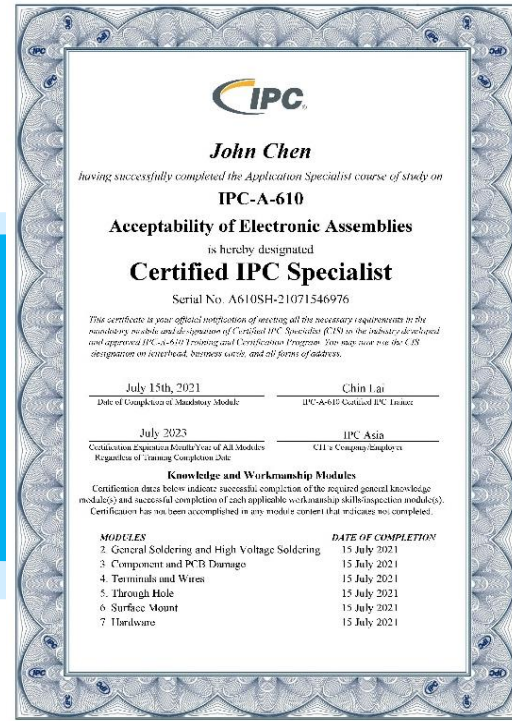 IPC
John Chen
having successfully completed the Application Specialist course of study on
IPC-A-610
Acceptability of Electronic Assemblies
is hereby designated
Certified IPC Specialist
Serial No. A610SH-21071546976
This certificate is your official notification of meeting all the necessary requirements in the
mandatory module and designation of Certified IPC Specialist (CIS) in the industry developed
and approved IPC-A-610 Training and Certification Program. You may now use the CIS
designation on letterhead, business cards, and all forms of address.
July 15th, 2021 Chin Lai
Date of Completion of Mandatory Module IPC-A-610 Certified IPC Trainer
July 2023 IPC Asia
Certification Expiration Month/Year of All Modules CIT's Company/Employer
Regardless of Training Completion Date
Knowledge and Workmanship Modules
Certification dates below indicate successful completion of the required general knowledge
module(s) and successful completion of each applicable workmanship skills/inspection module(s).
Certification has not been accomplished in any module content that indicates not completed.
MODULES DATE OF COMPLETION
2. General Soldering and High Voltage Soldering 15 July 2021
3. Component and PCB Damage 15 July 2021
4. Terminals and Wires 15 July 2021
5. Through Hole 15 July 2021
6. Surface Mount 15 July 2021
7. Hardware 15 July 2021